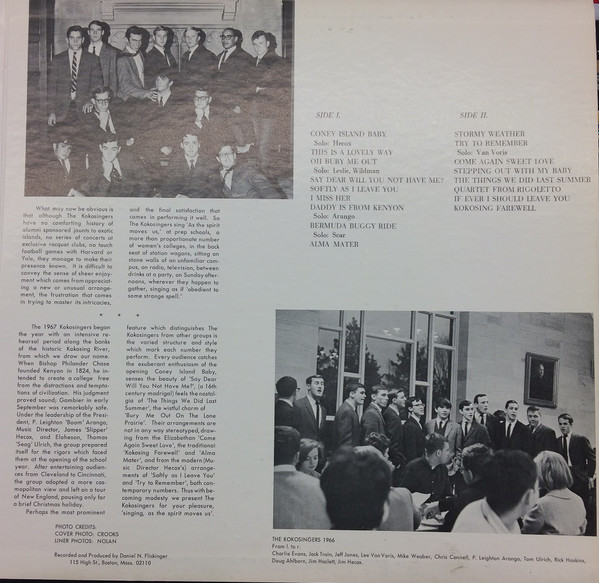 SIDE I.
CONEY ISLAND BABY
Solo: Hecox
THIS IS A LOVELY WAY
OH BURY ME OUT
Solo: Leslie, Wildman
SAY DEAR WILL YOU NOT HAVE ME?
SOFTLY AS I LEAVE YOU
I MISS HER
DADDY IS FROM KENYON
Solo: Arango
BERMUDA BUGGY RIDE
Solo: Scar
ALMA MATER
SIDE II.
STORMY WEATHER
TRY TO REMEMBER
Solo: Van Voris
COME AGAIN SWEET LOVE
STEPPING OUT WITH MY BABY
THE THINGS WE DID LAST SUMMER
QUARTET FROM RIGOLETTO
IF EVER I SHOULD LEAVE YOU
KOKOSING FAREWELL
What may now be obvious is
that although The Kokosingers
have no comforting history of
alumni sponsored jaunts to exotic
islands, no series of concerts at
exclusive racquet clubs, no touch
football games with Harvard or
Yale, they manage to make their
presence known. It is difficult to
convey the sense of sheer enjoy-
ment which comes from appreciat-
ing a new or unusual arrange-
ment, the frustration that comes
in trying to master its intricacies,
and the final satisfaction that
comes in performing it well. So
The Kokosingers sing 'As the spirit
moves us,' at prep schools, a
more than proportionate number
of women's colleges, in the back
seat of station wagons, sitting on
stone walls of an unfamiliar cam-
pus, on radio, television, between
drinks at a party, on Sunday after-
noons, wherever they happen to
gather, singing as if 'obedient to
some strange spell.'
* * *
The 1967 Kokosingers began
the year with an intensive re-
hearsal period along the banks
of the historic Kokosing River,
from which we draw our name.
When Bishop Philander Chase
founded Kenyon in 1824, he in-
tended to create a college free
from the distractions and tempta-
tions of civilization. His judgment
proved sound; Gambier in early
September was remarkably safe.
Under the leadership of the Presi-
dent, P. Leighton 'Boom' Arango,
Music Director, James 'Slipper'
Hecox, and Elaheson, Thomas
'Seag' Ulrich, the group prepared
itself for the rigors which faced
them at the opening of the school
year. After entertaining audien-
ces from Cleveland to Cincinnati,
the group adopted a more cos-
mopolitan view and left on a tour
of New England, pausing only for
a brief Christmas holiday.
Perhaps the most prominent
feature which distinguishes The
Kokosingers from other groups is
the varied structure and style
which mark each number they
perform. Every audience catches
the exuberant enthusiasm of the
opening Coney Island Baby,
senses the beauty of 'Say Dear
Will You Not Have Me?', (a 16th
century madrigal) feels the nostal-
gia of 'The Things We Did Last
Summer', the wistful charm of
'Bury Me Out On The Lone
Prairie'. Their arrangements are
not in any way stereotyped, draw-
ing from the Elizabethan 'Come
Again Sweet Love', the traditional
'Kokosing Farewell' and 'Alma
Mater', and from the modern (Mu-
sic Director Hecox's) arrange-
ments of 'Softly as I Leave You'
and 'Try to Remember', both con-
temporary numbers. Thus with be-
coming modesty we present The
Kokosingers for your pleasure,
'singing, as the spirit moves us'.
PHOTO CREDITS:
COVER PHOTO: CROOKS
LINER PHOTOS: NOLAN
Recorded and Produced by Daniel N. Flickinger
115 High St., Boston, Mass. 02110
THE KOKOSINGERS 1966
From l. to r.
Charlie Evans, Jack Train, Jeff Jones, Lee Van Voris, Mike Weaber, Chris Connell, P. Leighton Arango, Tom Ulrich, Rick Haskins,
Doug Ahlborn, Jim Hazlett, Jim Hecox.